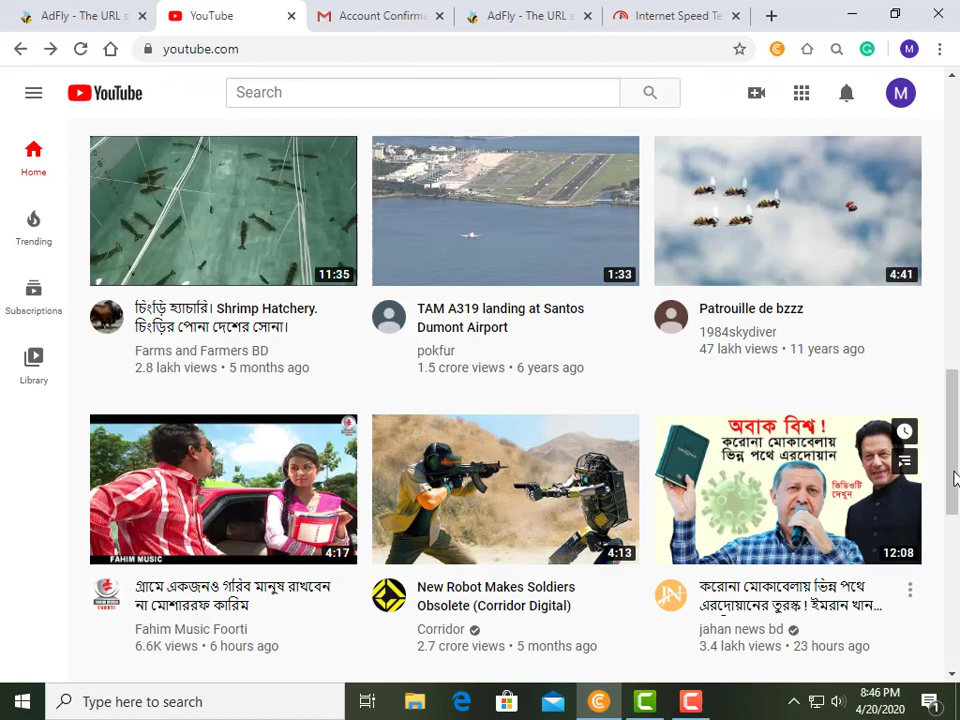 AdFly - The URL s
YouTube
Account Confirma
AdFly - The URL s
Internet Speed Te
youtube.com
M
YouTube
Search
M
Home
Trending
Subscriptions
Library
11:35
1:33
4:41
চিংড়ি হ্যাচারি। Shrimp Hatchery.
চিংড়ির পোনা দেশের সোনা।
Farms and Farmers BD
2.8 lakh views • 5 months ago
TAM A319 landing at Santos
Dumont Airport
pokfur
1.5 crore views • 6 years ago
Patrouille de bzzz
1984skydiver
47 lakh views • 11 years ago
FAHIM MUSIC
4:17
4:13
অবাক বিশ্ব !
করোনা মোকাবেলায়
ভিন্ন পথে এরদোয়ান
ভিডিওটি
দেখুন
12:08
গ্রামে একজনও গরিব মানুষ রাখবেন
না মোশাররফ কারিম
Fahim Music Foorti
6.6K views • 6 hours ago
New Robot Makes Soldiers
Obsolete (Corridor Digital)
Corridor
2.7 crore views • 5 months ago
JN
করোনা মোকাবেলায় ভিন্ন পথে
এরদোয়ানের তুরস্ক ! ইমরান খান...
jahan news bd
3.4 lakh views • 23 hours ago
Type here to search
8:46 PM
4/20/2020
1